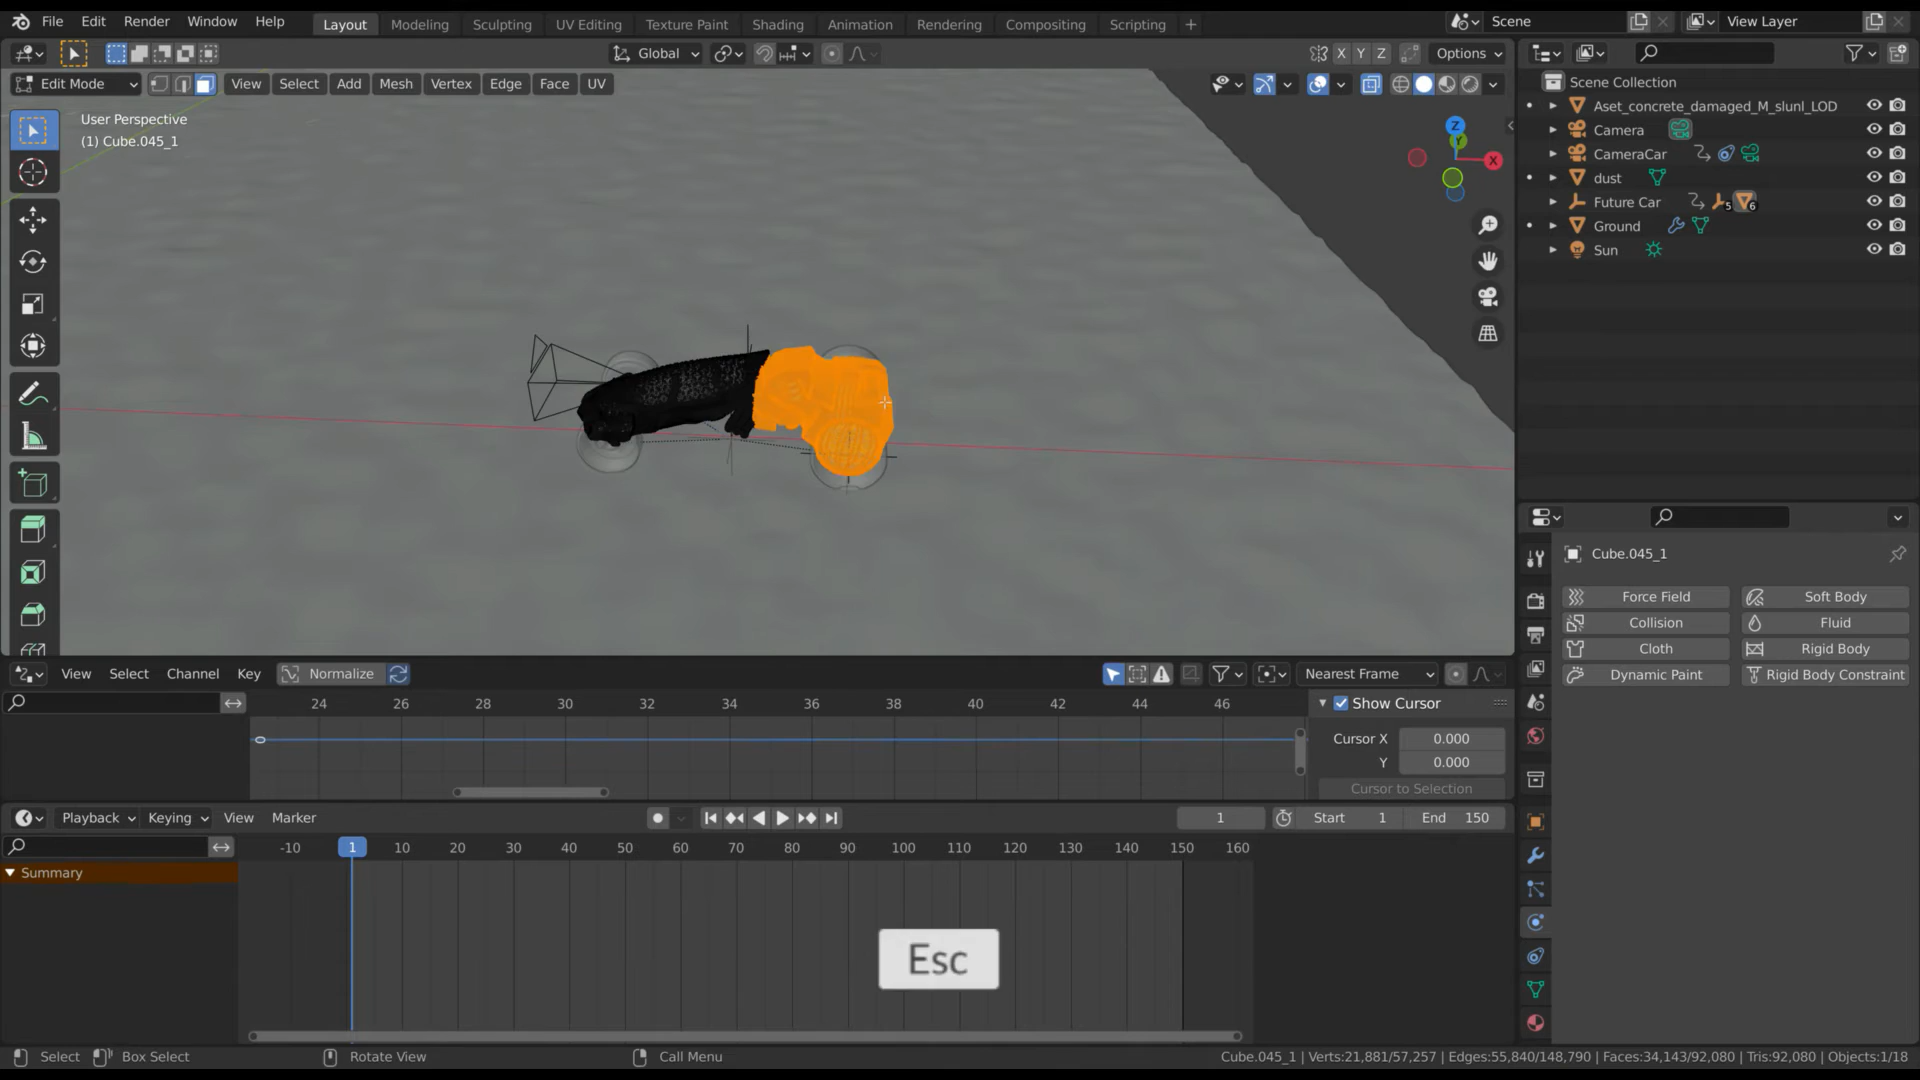 File Edit Render Window Help Layout Modeling Sculpting UV Editing Texture Paint Shading Animation Rendering Compositing Scripting + Scene View Layer
Global X Y Z Options
Edit Mode View Select Add Mesh Vertex Edge Face UV
User Perspective
(1) Cube.045_1
Z
Y
X
Scene Collection
Aset_concrete_damaged_M_slunl_LOD
Camera
CameraCar
dust
Future Car 5 6
Ground
Sun
Cube.045_1
Force Field Soft Body
Collision Fluid
Cloth Rigid Body
Dynamic Paint Rigid Body Constraint
View Select Channel Key Normalize Nearest Frame
24 26 28 30 32 34 36 38 40 42 44 46
Show Cursor
Cursor X 0.000
Y 0.000
Cursor to Selection
Playback Keying View Marker 1 Start 1 End 150
-10 1 10 20 30 40 50 60 70 80 90 100 110 120 130 140 150 160
Summary
Esc
Select Box Select Rotate View Call Menu Cube.045_1 | Verts:21,881/57,257 | Edges:55,840/148,790 | Faces:34,143/92,080 | Tris:92,080 | Objects:1/18